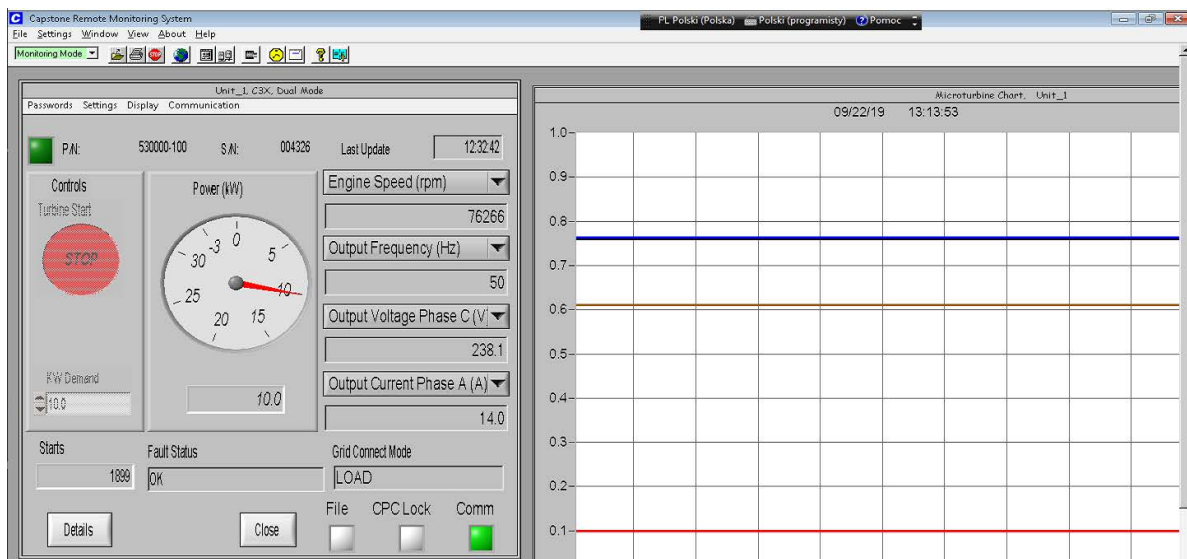 Capstone Remote Monitoring System
PL Polski (Polska) Polski (programisty) Pomoc
File Settings Window View About Help
Monitoring Mode
Unit_1, C3X, Dual Mode
Passwords Settings Display Communication
P/N: 530000-100 S/N: 004326 Last Update 12:32:42
Controls
Turbine Start
STOP
KW Demand
10.0
Power (kW)
-3 0 5 10 15 20 25 30
10.0
Engine Speed (rpm)
76266
Output Frequency (Hz)
50
Output Voltage Phase C (V)
238.1
Output Current Phase A (A)
14.0
Starts
1899
Fault Status
OK
Grid Connect Mode
LOAD
File CPC Lock Comm
Details Close
Microturbine Chart, Unit_1
09/22/19 13:13:53
1.0
0.9
0.8
0.7
0.6
0.5
0.4
0.3
0.2
0.1